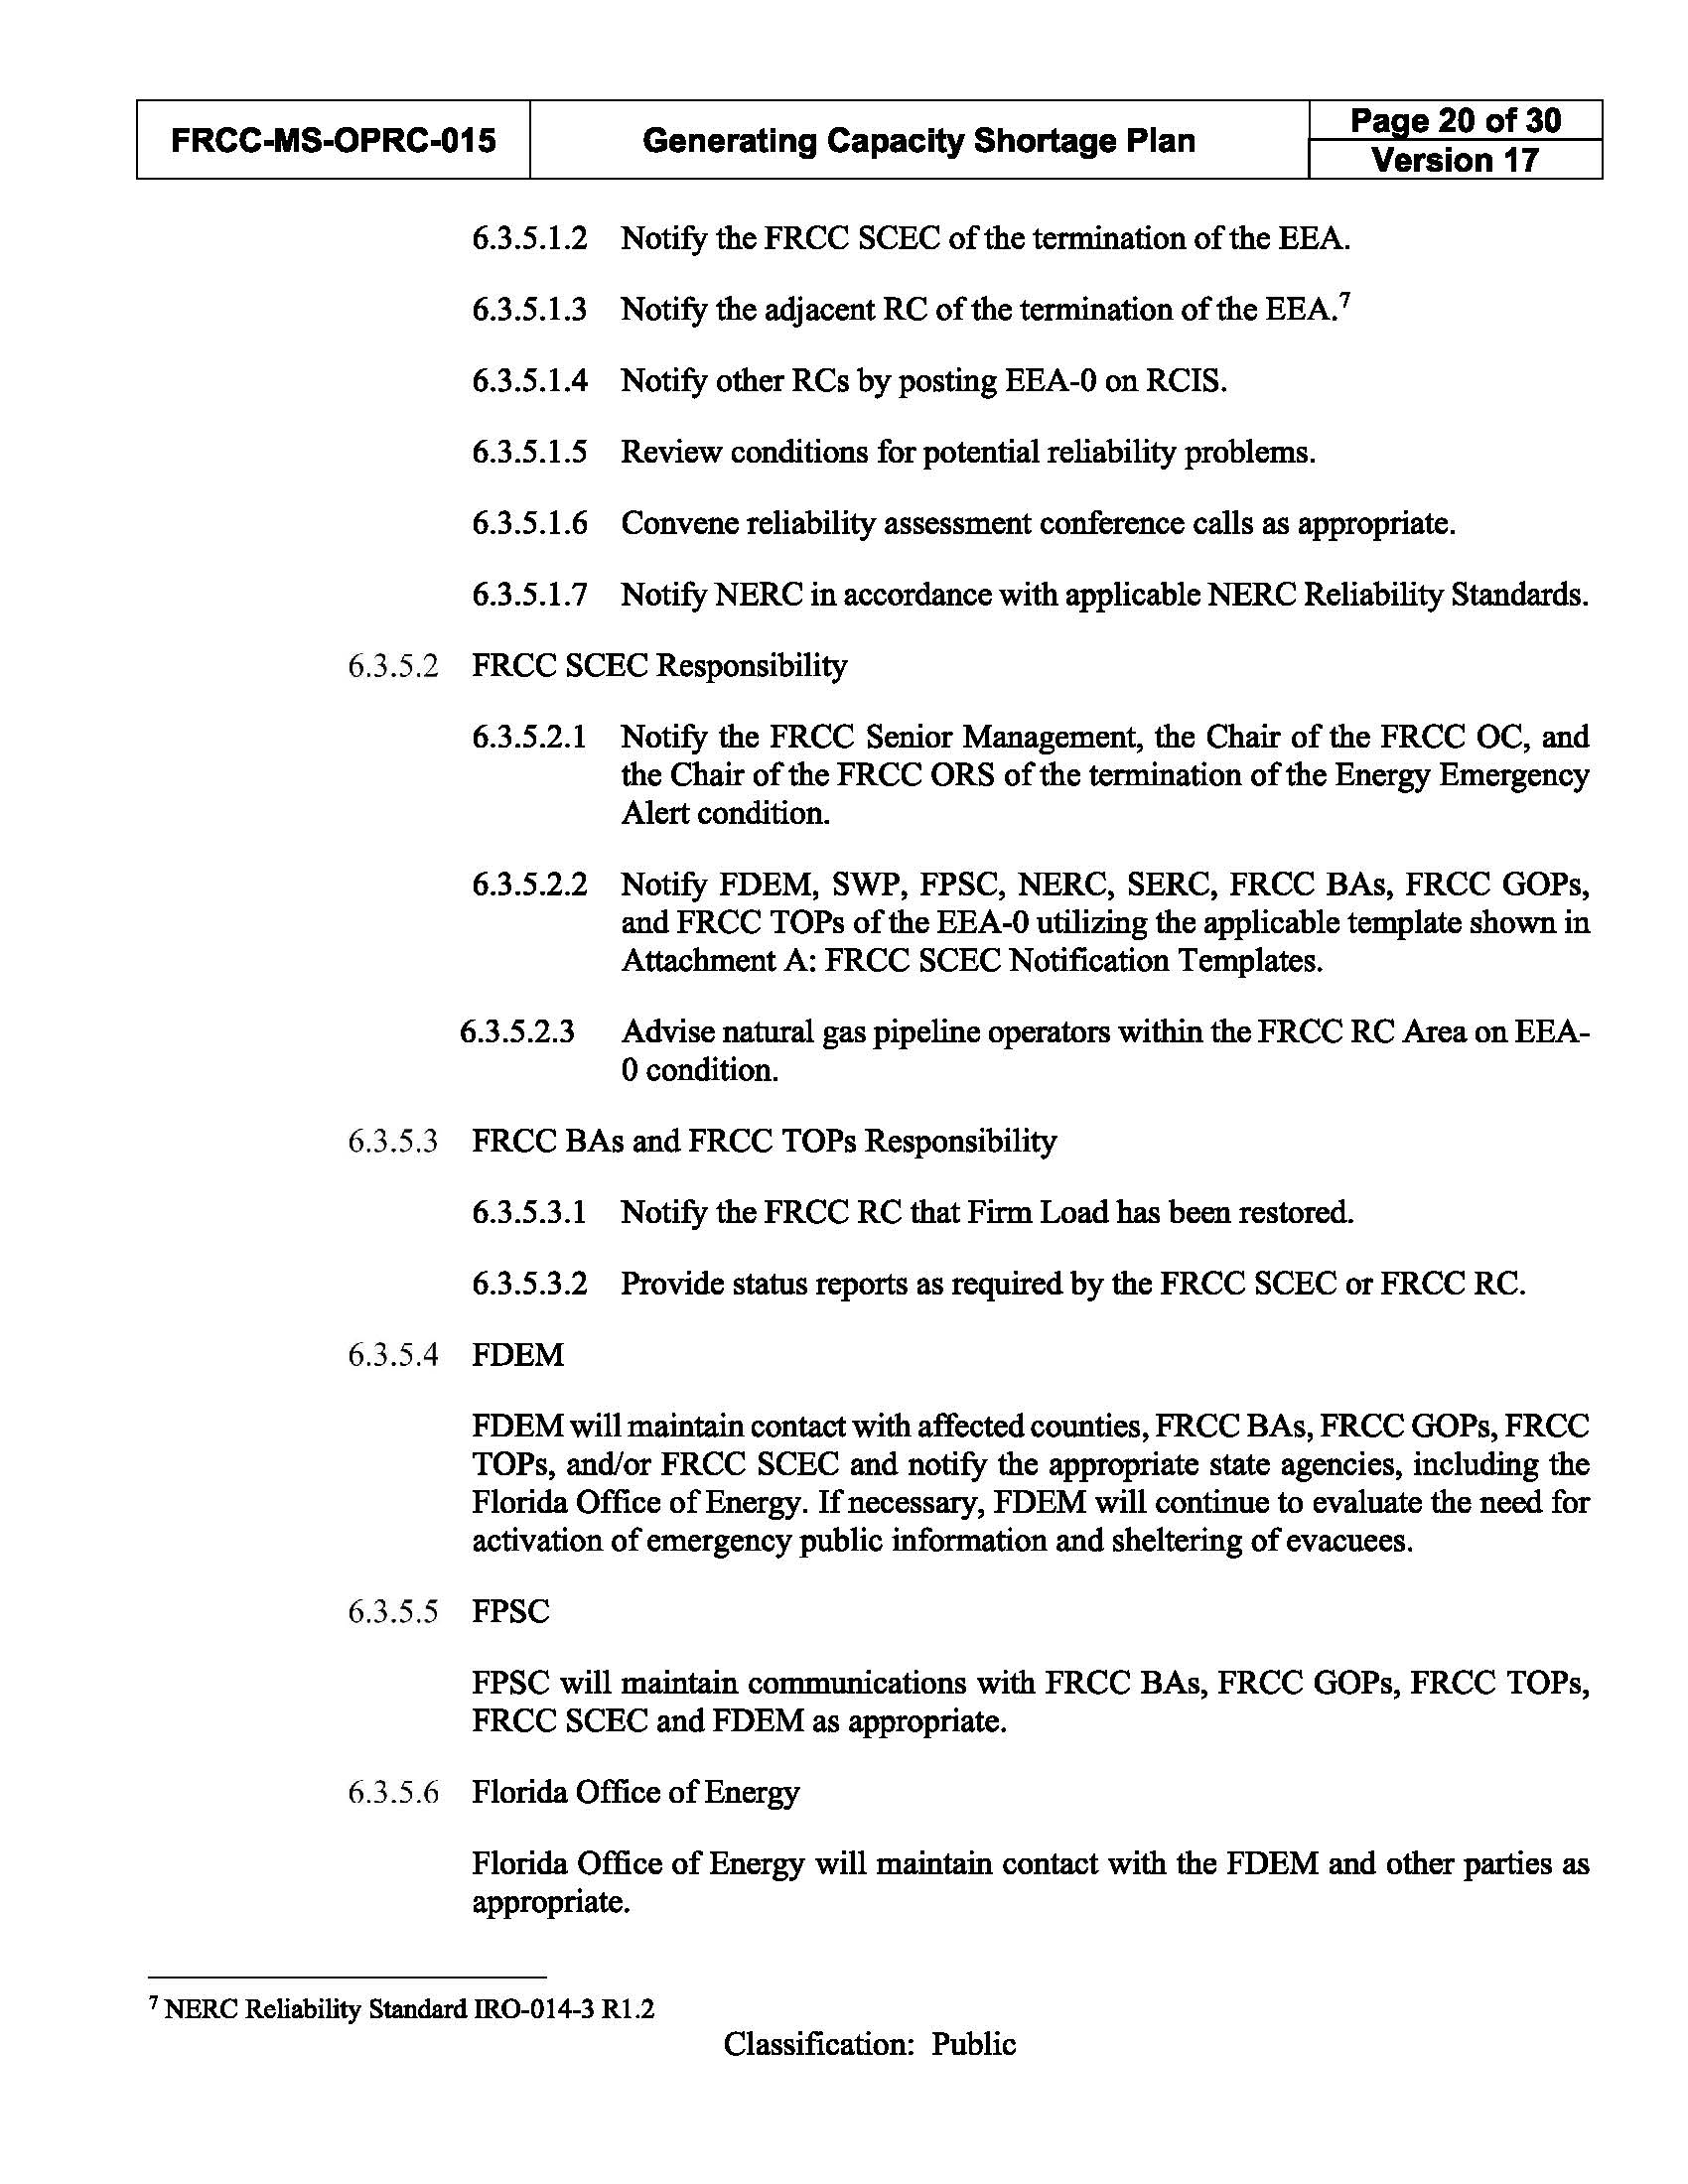 FRCC-MS-OPRC-015
Generating Capacity Shortage Plan
Page 20 of 30
Version 17
6.3.5.1.2 Notify the FRCC SCEC of the termination of the EEA.
6.3.5.1.3 Notify the adjacent RC of the termination of the EEA.7
6.3.5.1.4 Notify other RCs by posting EEA-0 on RCIS.
6.3.5.1.5 Review conditions for potential reliability problems.
6.3.5.1.6 Convene reliability assessment conference calls as appropriate.
6.3.5.1.7 Notify NERC in accordance with applicable NERC Reliability Standards.
6.3.5.2 FRCC SCEC Responsibility
6.3.5.2.1 Notify the FRCC Senior Management, the Chair of the FRCC OC, and
the Chair of the FRCC ORS of the termination of the Energy Emergency
Alert condition.
6.3.5.2.2 Notify FDEM, SWP, FPSC, NERC, SERC, FRCC BAs, FRCC GOPs,
and FRCC TOPs of the EEA-0 utilizing the applicable template shown in
Attachment A: FRCC SCEC Notification Templates.
6.3.5.2.3 Advise natural gas pipeline operators within the FRCC RC Area on EEA-
0 condition.
6.3.5.3 FRCC BAs and FRCC TOPs Responsibility
6.3.5.3.1 Notify the FRCC RC that Firm Load has been restored.
6.3.5.3.2 Provide status reports as required by the FRCC SCEC or FRCC RC.
6.3.5.4 FDEM
FDEM will maintain contact with affected counties, FRCC BAs, FRCC GOPs, FRCC
TOPs, and/or FRCC SCEC and notify the appropriate state agencies, including the
Florida Office of Energy. If necessary, FDEM will continue to evaluate the need for
activation of emergency public information and sheltering of evacuees.
6.3.5.5 FPSC
FPSC will maintain communications with FRCC BAs, FRCC GOPs, FRCC TOPs,
FRCC SCEC and FDEM as appropriate.
6.3.5.6 Florida Office of Energy
Florida Office of Energy will maintain contact with the FDEM and other parties as
appropriate.
7 NERC Reliability Standard IRO-014-3 R1.2
Classification: Public